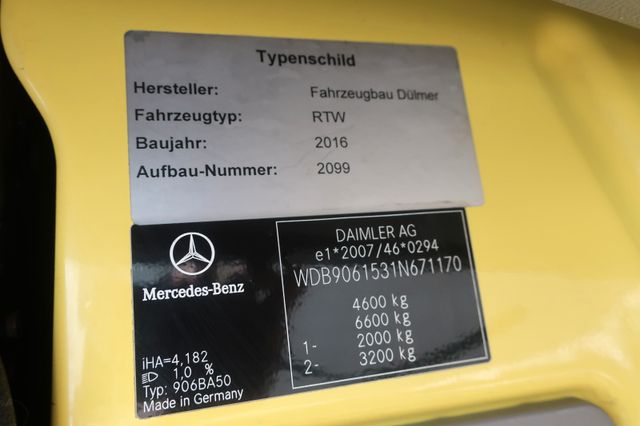 Typenschild
Hersteller: Fahrzeugbau Dülmer
Fahrzeugtyp: RTW
Baujahr: 2016
Aufbau-Nummer: 2099
DAIMLER AG
e1*2007/46*0294
WDB9061531N671170
Mercedes-Benz
4600 kg
6600 kg
1- 2000 kg
2- 3200 kg
iHA=4,182
1,0 %
Typ: 906BA50
Made in Germany